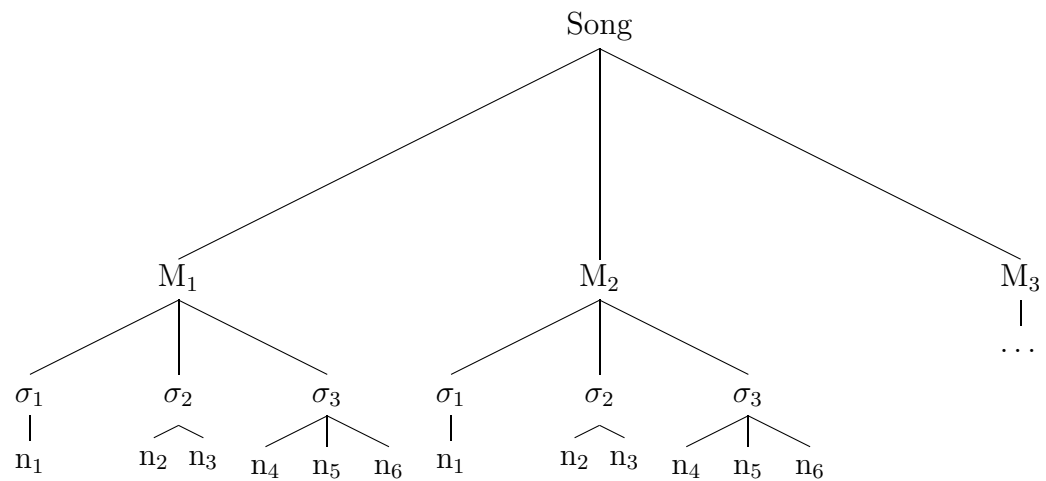 Song
M₁ M₂ M₃
σ₁ σ₂ σ₃ σ₁ σ₂ σ₃ ...
n₁ n₂ n₃ n₄ n₅ n₆ n₁ n₂ n₃ n₄ n₅ n₆